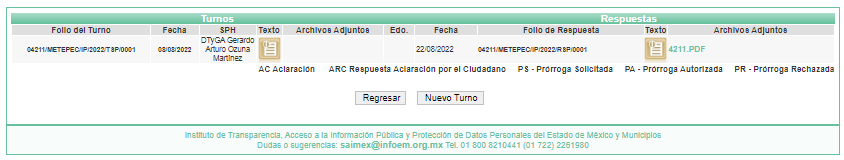 Turnos Respuestas
Folio del Turno Fecha SPH Texto Archivos Adjuntos Edo. Fecha Folio de Respuesta Texto Archivos Adjuntos
04211/METEPEC/IP/2022/TSP/0001 08/08/2022 DTyGA Gerardo Arturo Ozuna Martínez 22/08/2022 04211/METEPEC/IP/2022/RSP/0001 4211.PDF
AC Aclaración ARC Respuesta Aclaración por el Ciudadano PS - Prórroga Solicitada PA - Prórroga Autorizada PR - Prórroga Rechazada
Regresar Nuevo Turno
Instituto de Transparencia, Acceso a la Información Pública y Protección de Datos Personales del Estado de México y Municipios
Dudas o sugerencias: saimex@infoem.org.mx Tel. 01 800 8210441 (01 722) 2261980